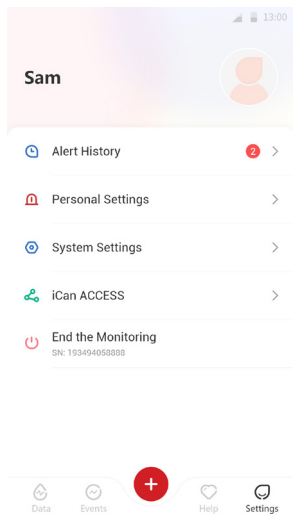 13:00
Sam
Alert History
2
Personal Settings
System Settings
iCan ACCESS
End the Monitoring
SN: 193494058888
Data
Events
Help
Settings